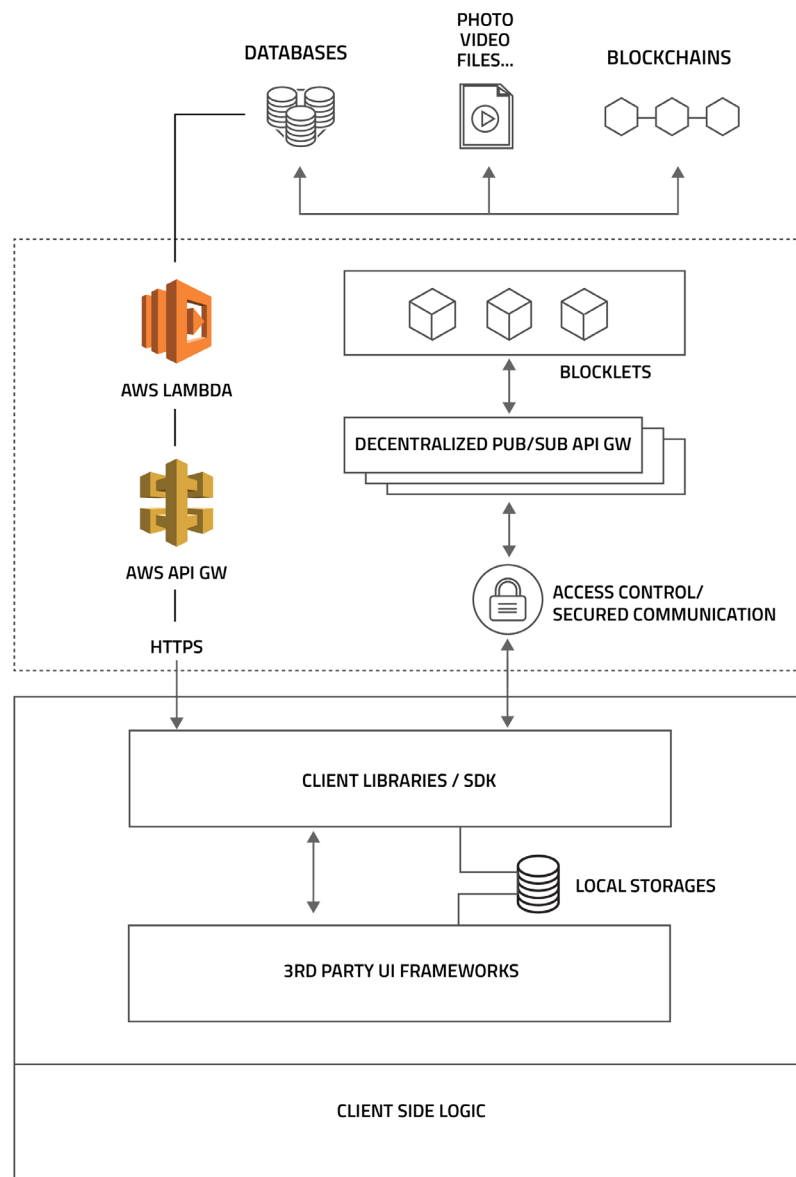 DATABASES
PHOTO
VIDEO
FILES...
BLOCKCHAINS
AWS LAMBDA
BLOCKLETS
DECENTRALIZED PUB/SUB API GW
AWS API GW
ACCESS CONTROL/
SECURED COMMUNICATION
HTTPS
CLIENT LIBRARIES / SDK
LOCAL STORAGES
3RD PARTY UI FRAMEWORKS
CLIENT SIDE LOGIC